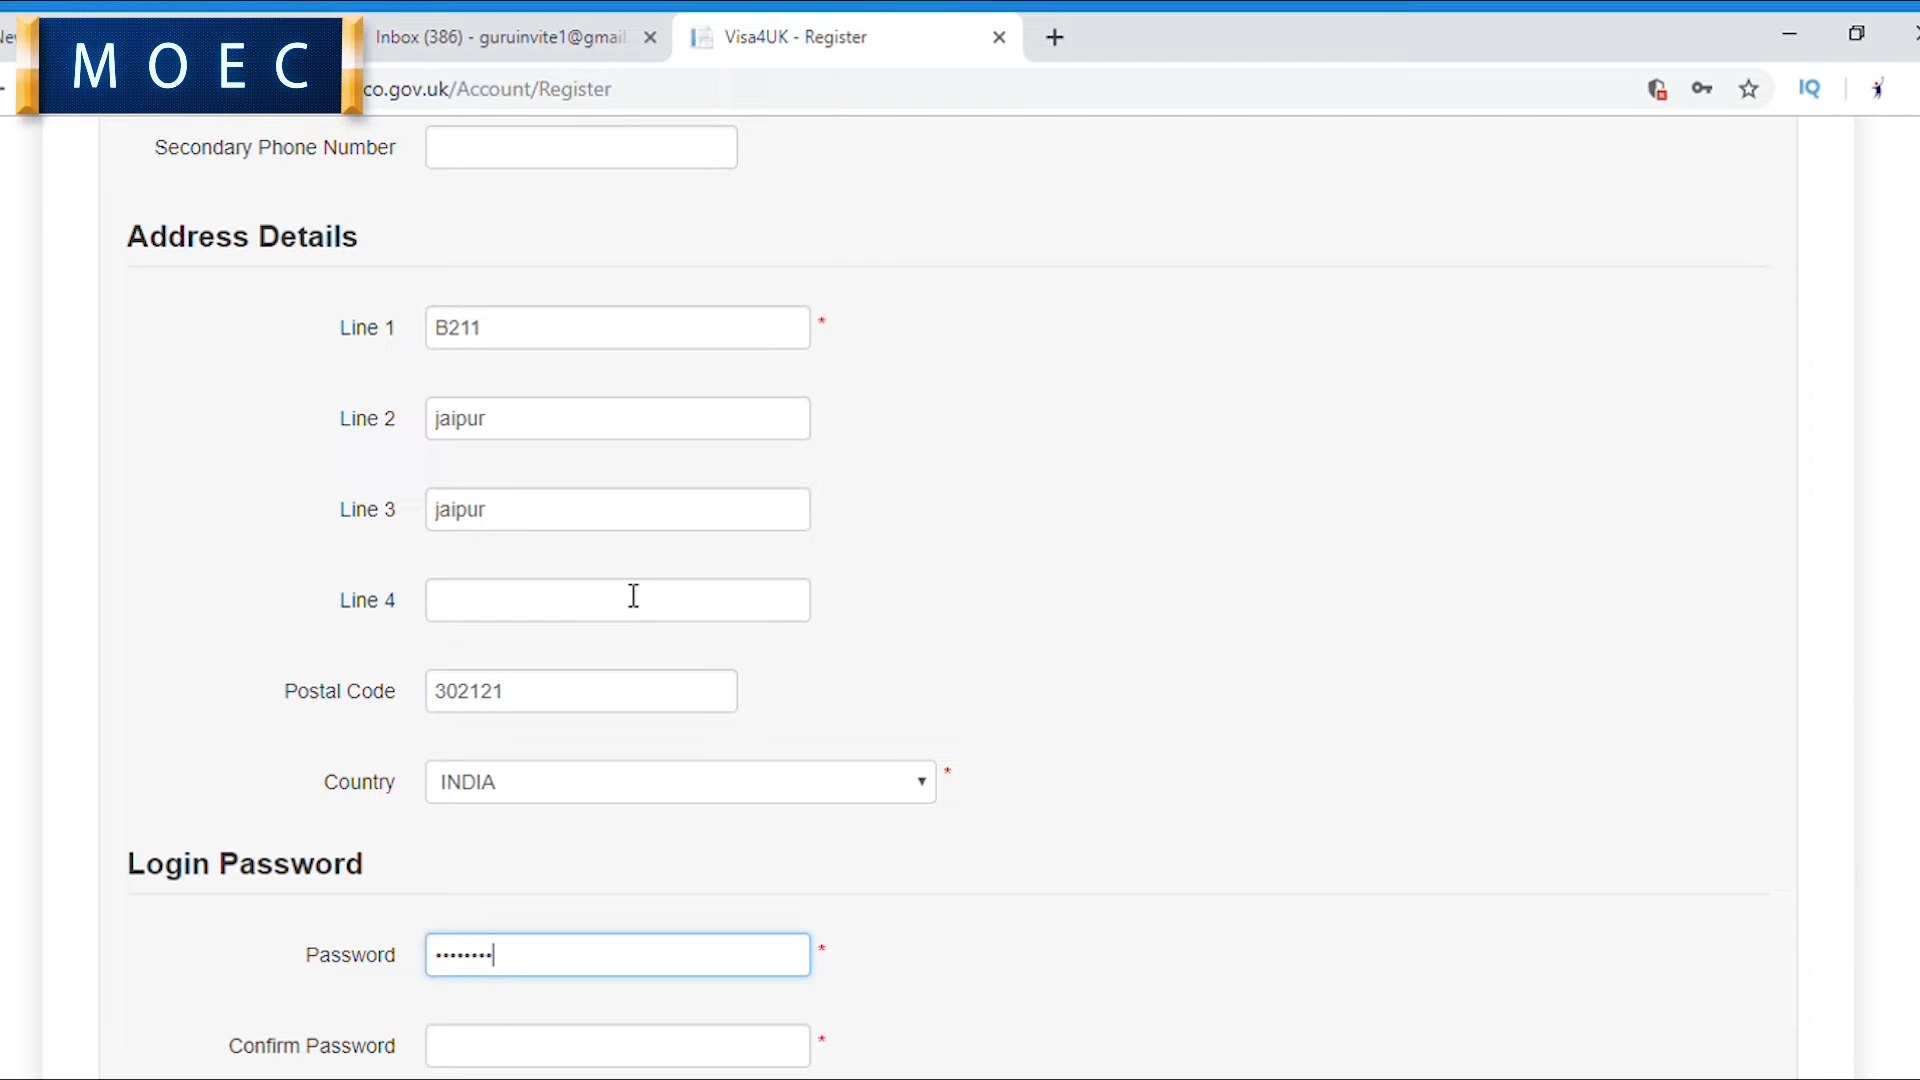 M O E C
Inbox (386) - guruinvite1@gmail
Visa4UK - Register
co.gov.uk/Account/Register
IQ
Secondary Phone Number
Address Details
Line 1 B211 *
Line 2 jaipur
Line 3 jaipur
Line 4
Postal Code 302121
Country INDIA *
Login Password
Password •••••••• *
Confirm Password *